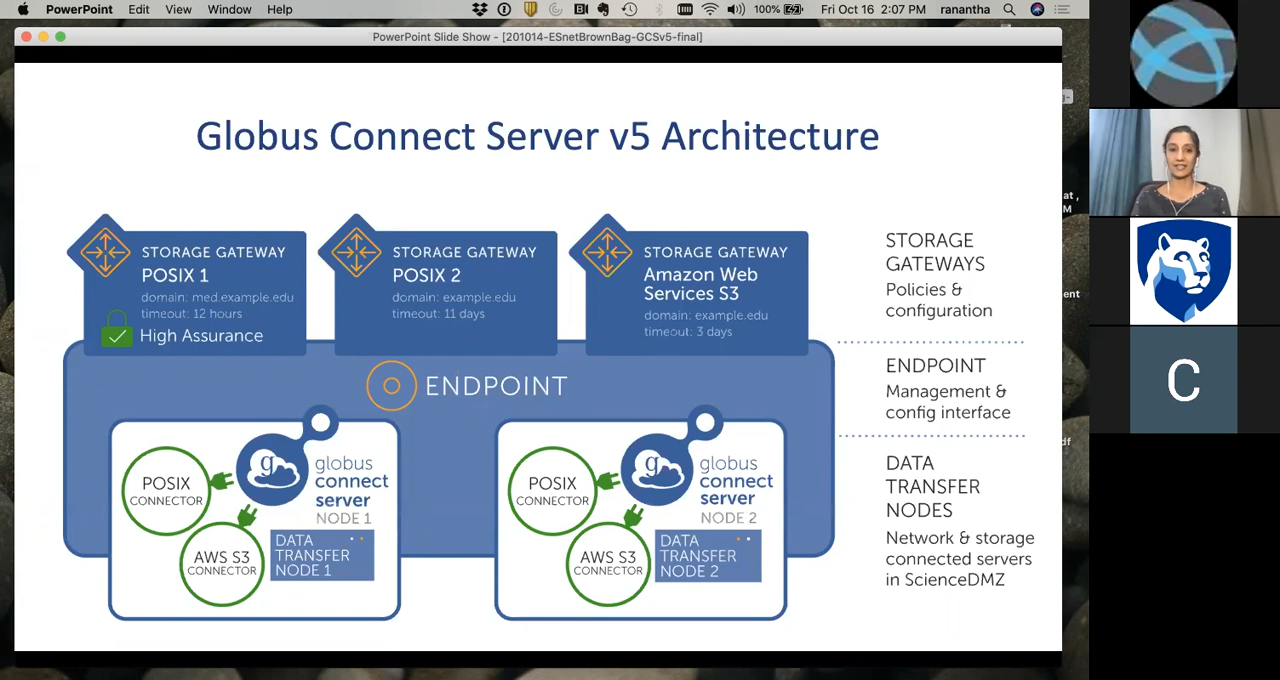 PowerPoint Edit View Window Help 100% Fri Oct 16 2:07 PM ranantha
PowerPoint Slide Show - [201014-ESnetBrownBag-GCSv5-final]
Globus Connect Server v5 Architecture
STORAGE GATEWAY
POSIX 1
domain: med.example.edu
timeout: 12 hours
High Assurance
STORAGE GATEWAY
POSIX 2
domain: example.edu
timeout: 11 days
STORAGE GATEWAY
Amazon Web
Services S3
domain: example.edu
timeout: 3 days
STORAGE
GATEWAYS
Policies &
configuration
ENDPOINT
ENDPOINT
Management &
config interface
POSIX
CONNECTOR
AWS S3
CONNECTOR
g
globus
connect
server
NODE 1
DATA
TRANSFER
NODE 1
POSIX
CONNECTOR
AWS S3
CONNECTOR
g
globus
connect
server
NODE 2
DATA
TRANSFER
NODE 2
DATA
TRANSFER
NODES
Network & storage
connected servers
in ScienceDMZ
C